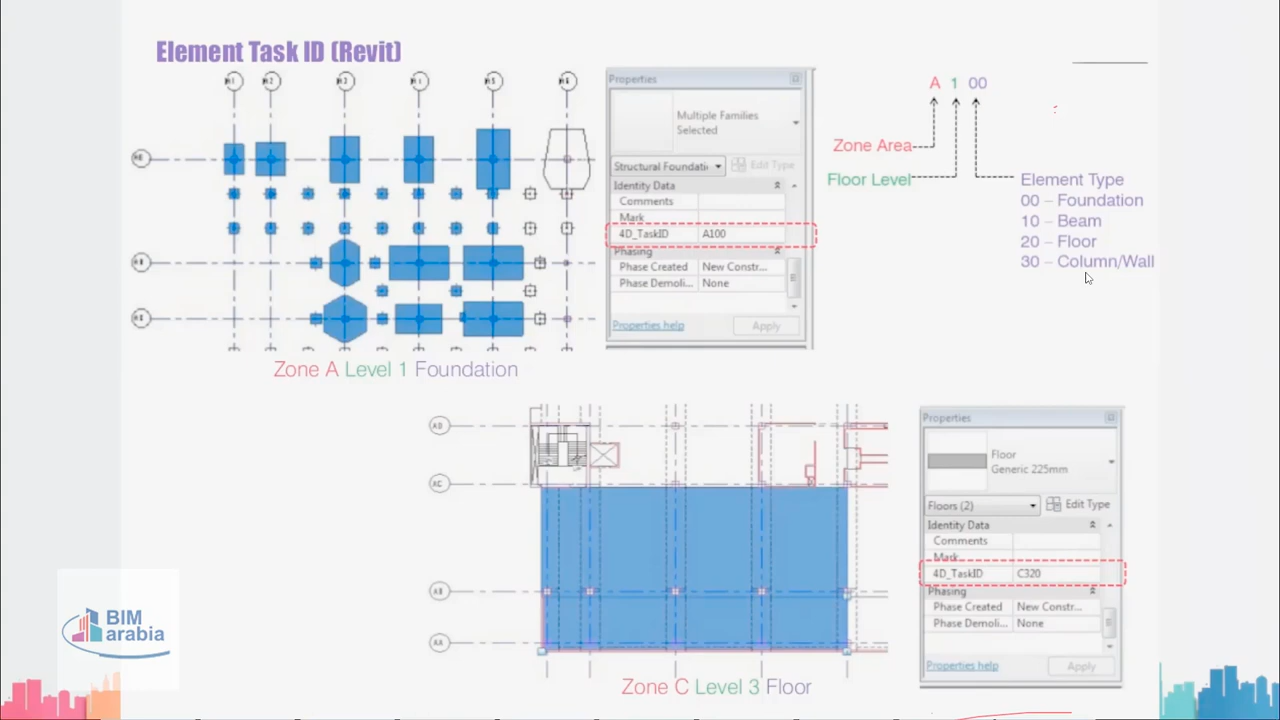 Element Task ID (Revit)
Properties
Multiple Families
Selected
Structural Foundati
Edit Type
Identity Data
Comments
Mark
4D_TaskID A100
Phasing
Phase Created New Constr...
Phase Demoli... None
Properties help
Apply
A 1 00
Zone Area
Floor Level
Element Type
00 – Foundation
10 – Beam
20 – Floor
30 – Column/Wall
Zone A Level 1 Foundation
AD
AC
AB
AA
Properties
Floor
Generic 225mm
Floors (2)
Edit Type
Identity Data
Comments
Mark
4D_TaskID C320
Phasing
Phase Created New Constr...
Phase Demoli... None
Properties help
Apply
Zone C Level 3 Floor
BIM
arabia